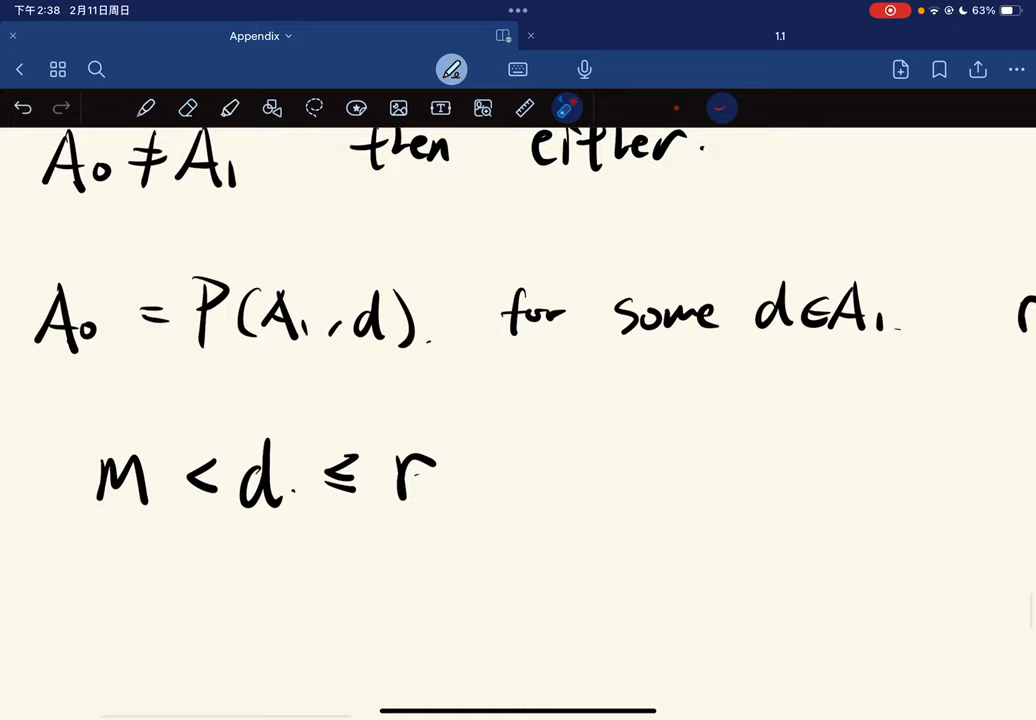 下午2:38 2月11日周日
63%
Appendix
1.1
A₀ ≠ A₁ then either.
A₀ = P(A₁, d). for some d ∈ A₁.
m < d. ≤ r